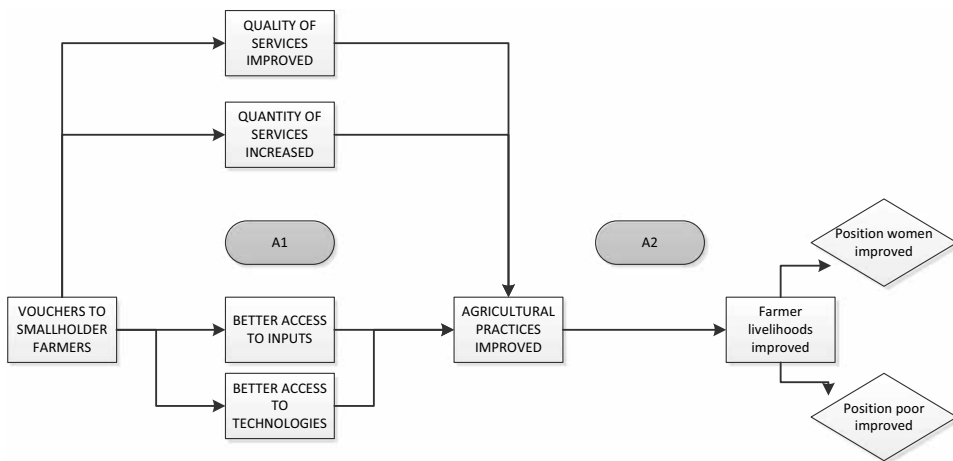 QUALITY OF
SERVICES
IMPROVED
QUANTITY OF
SERVICES
INCREASED
A1
A2
Position women
improved
VOUCHERS TO
SMALLHOLDER
FARMERS
BETTER ACCESS
TO INPUTS
AGRICULTURAL
PRACTICES
IMPROVED
Farmer
livelihoods
improved
BETTER ACCESS
TO
TECHNOLOGIES
Position poor
improved